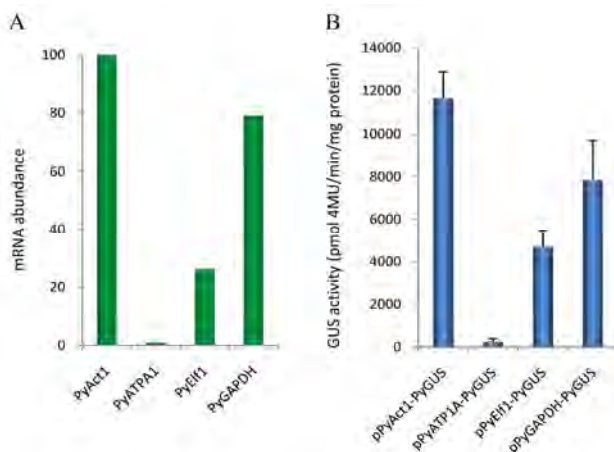 A
mRNA abundance
100
80
60
40
20
0
PyAct1
PyATPA1
PyElf1
PyGAPDH
B
GUS activity (pmol 4MU/min/mg protein)
14000
12000
10000
8000
6000
4000
2000
0
pPyAct1-PyGUS
pPyATP1A-PyGUS
pPyElf1-PyGUS
pPyGAPDH-PyGUS